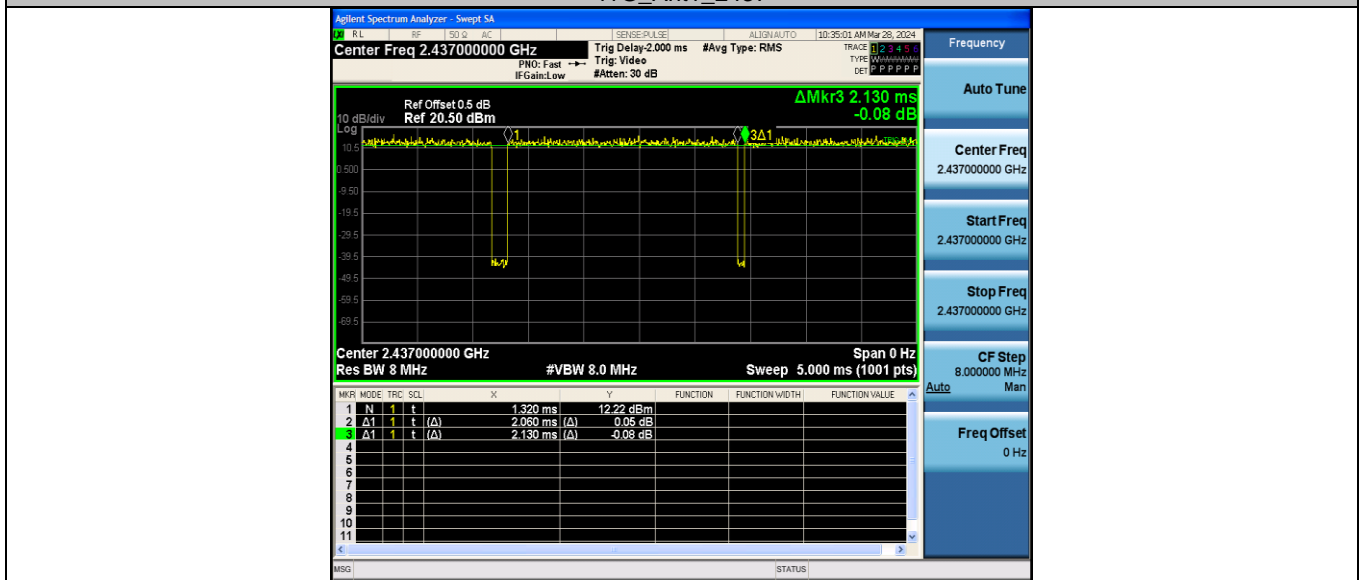 Agilent Spectrum Analyzer - Swept SA
RL RF 50 Ω AC SENSE:PULSE ALIGNAUTO 10:35:01 AM Mar 28, 2024
Center Freq 2.437000000 GHz
PNO: Fast
IFGain:Low
Trig Delay-2.000 ms
Trig: Video
#Atten: 30 dB
#Avg Type: RMS
TRACE 1 2 3 4 5 6
TYPE W
DET P P P P P P
Frequency
Auto Tune
Center Freq
2.437000000 GHz
Start Freq
2.437000000 GHz
Stop Freq
2.437000000 GHz
CF Step
8.000000 MHz
Auto Man
Freq Offset
0 Hz
ΔMkr3 2.130 ms
-0.08 dB
Ref Offset 0.5 dB
10 dB/div Ref 20.50 dBm
Log
1
3Δ1
10.5
0.500
-9.50
-19.5
-29.5
-39.5
-49.5
-59.5
-69.5
Center 2.437000000 GHz Span 0 Hz
Res BW 8 MHz #VBW 8.0 MHz Sweep 5.000 ms (1001 pts)
MKR MODE TRC SCL X Y FUNCTION FUNCTION WIDTH FUNCTION VALUE
1 N 1 t 1.320 ms 12.22 dBm
2 Δ1 1 t (Δ) 2.060 ms (Δ) 0.05 dB
3 Δ1 1 t (Δ) 2.130 ms (Δ) -0.08 dB
4
5
6
7
8
9
10
11
MSG STATUS